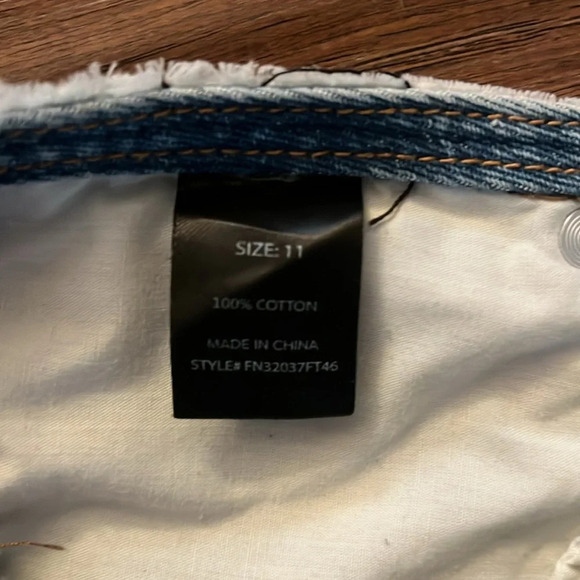 SIZE: 11
100% COTTON
MADE IN CHINA
STYLE# FN32037FT46